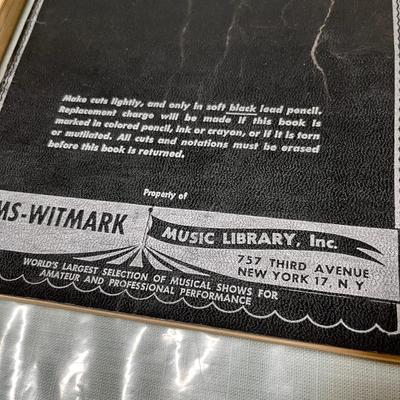 Make cuts lightly, and only in soft black lead pencil.
Replacement charge will be made if this book is
marked in colored pencil, ink or crayon, or if it is torn
or mutilated. All cuts and notations must be erased
before this book is returned.
Property of
MS-WITMARK
MUSIC LIBRARY, Inc.
757 THIRD AVENUE
NEW YORK 17, N Y
WORLD'S LARGEST SELECTION OF MUSICAL SHOWS FOR
AMATEUR AND PROFESSIONAL PERFORMANCE